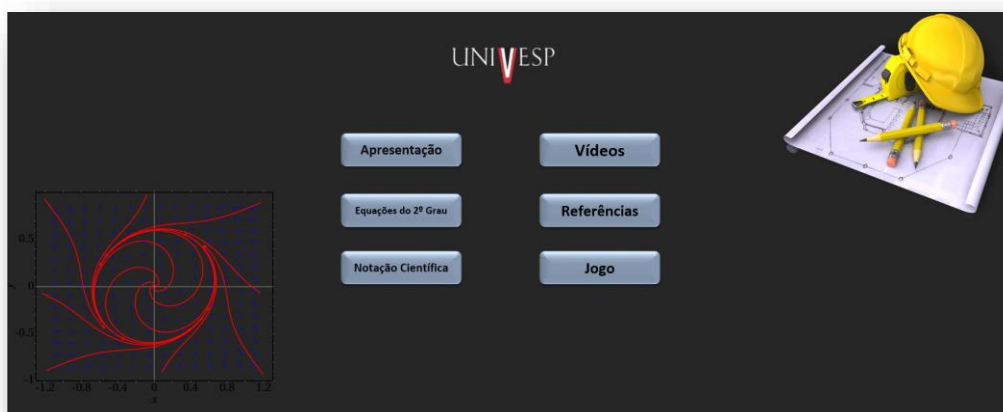 UNIVESP
Apresentação
Vídeos
Equações do 2º Grau
Referências
Notação Científica
Jogo
0.5
0
-0.5
-1
-1.2
-0.8
-0.4
0
0.4
0.8
1.2
x